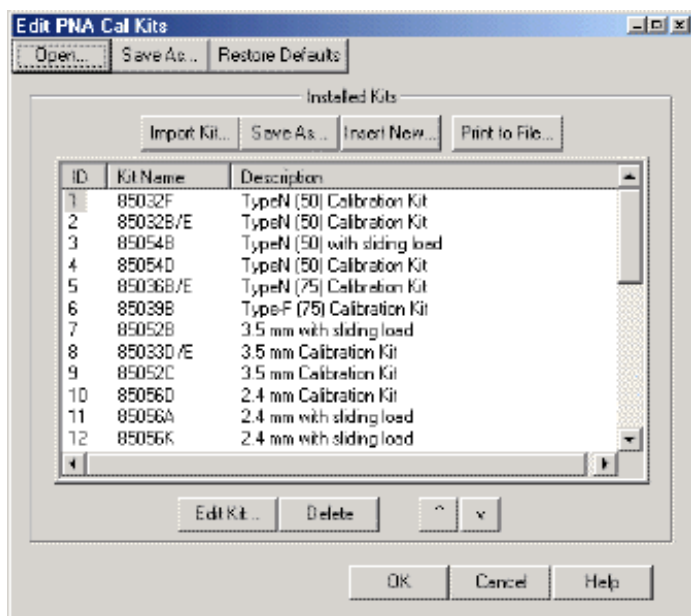 Edit PNA Cal Kits
Open... Save As... Restore Defaults
Installed Kits
Import Kit... Save As... Insert New... Print to File...
ID Kit Name Description
1 85032F TypeN (50) Calibration Kit
2 85032B/E TypeN (50) Calibration Kit
3 85054B TypeN (50) with sliding load
4 85054D TypeN (50) Calibration Kit
5 85036B/E TypeN (75) Calibration Kit
6 85039B Type-F (75) Calibration Kit
7 85052B 3.5 mm with sliding load
8 85033D/E 3.5 mm Calibration Kit
9 85052C 3.5 mm Calibration Kit
10 85056D 2.4 mm Calibration Kit
11 85056A 2.4 mm with sliding load
12 85056K 2.4 mm with sliding load
Edit Kit... Delete ^ v
OK Cancel Help